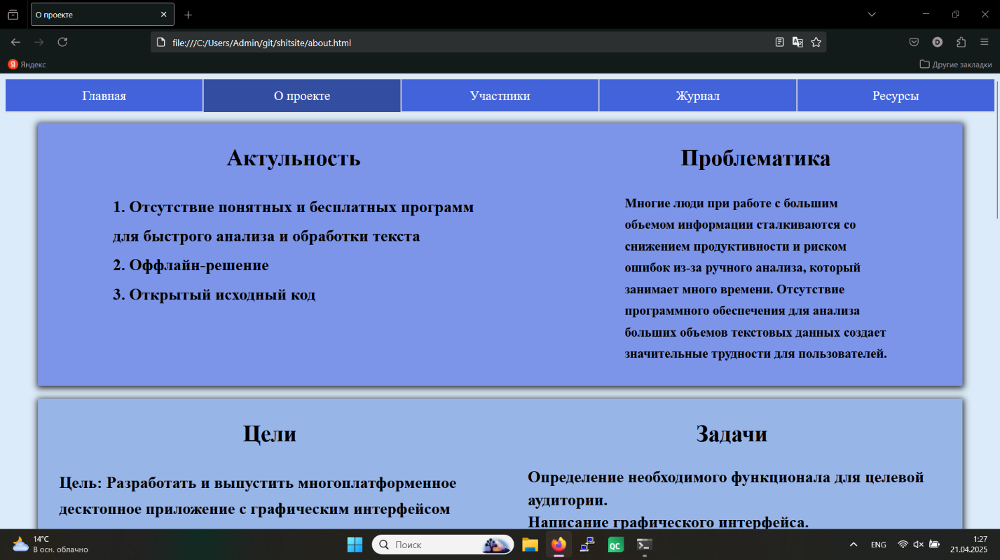 О проекте
file:///C:/Users/Admin/git/shitsite/about.html
D
Я Яндекс
Другие закладки
Главная
О проекте
Участники
Журнал
Ресурсы
Актульность
1. Отсутствие понятных и бесплатных программ
для быстрого анализа и обработки текста
2. Оффлайн-решение
3. Открытый исходный код
Проблематика
Многие люди при работе с большим
объемом информации сталкиваются со
снижением продуктивности и риском
ошибок из-за ручного анализа, который
занимает много времени. Отсутствие
программного обеспечения для анализа
больших объемов текстовых данных создает
значительные трудности для пользователей.
Цели
Цель: Разработать и выпустить многоплатформенное
десктопное приложение с графическим интерфейсом
Задачи
Определение необходимого функционала для целевой
аудитории.
Написание графического интерфейса.
14°C
В осн. облачно
Поиск
QC
ENG
1:27
21.04.2025